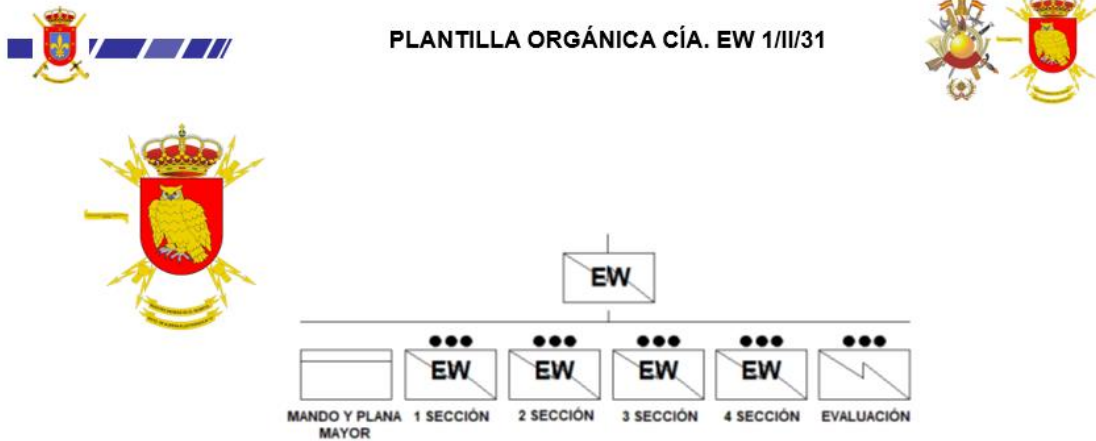 PLANTILLA ORGÁNICA CÍA. EW 1/II/31
EW
EW
EW
EW
EW
MANDO Y PLANA MAYOR
1 SECCIÓN
2 SECCIÓN
3 SECCIÓN
4 SECCIÓN
EVALUACIÓN